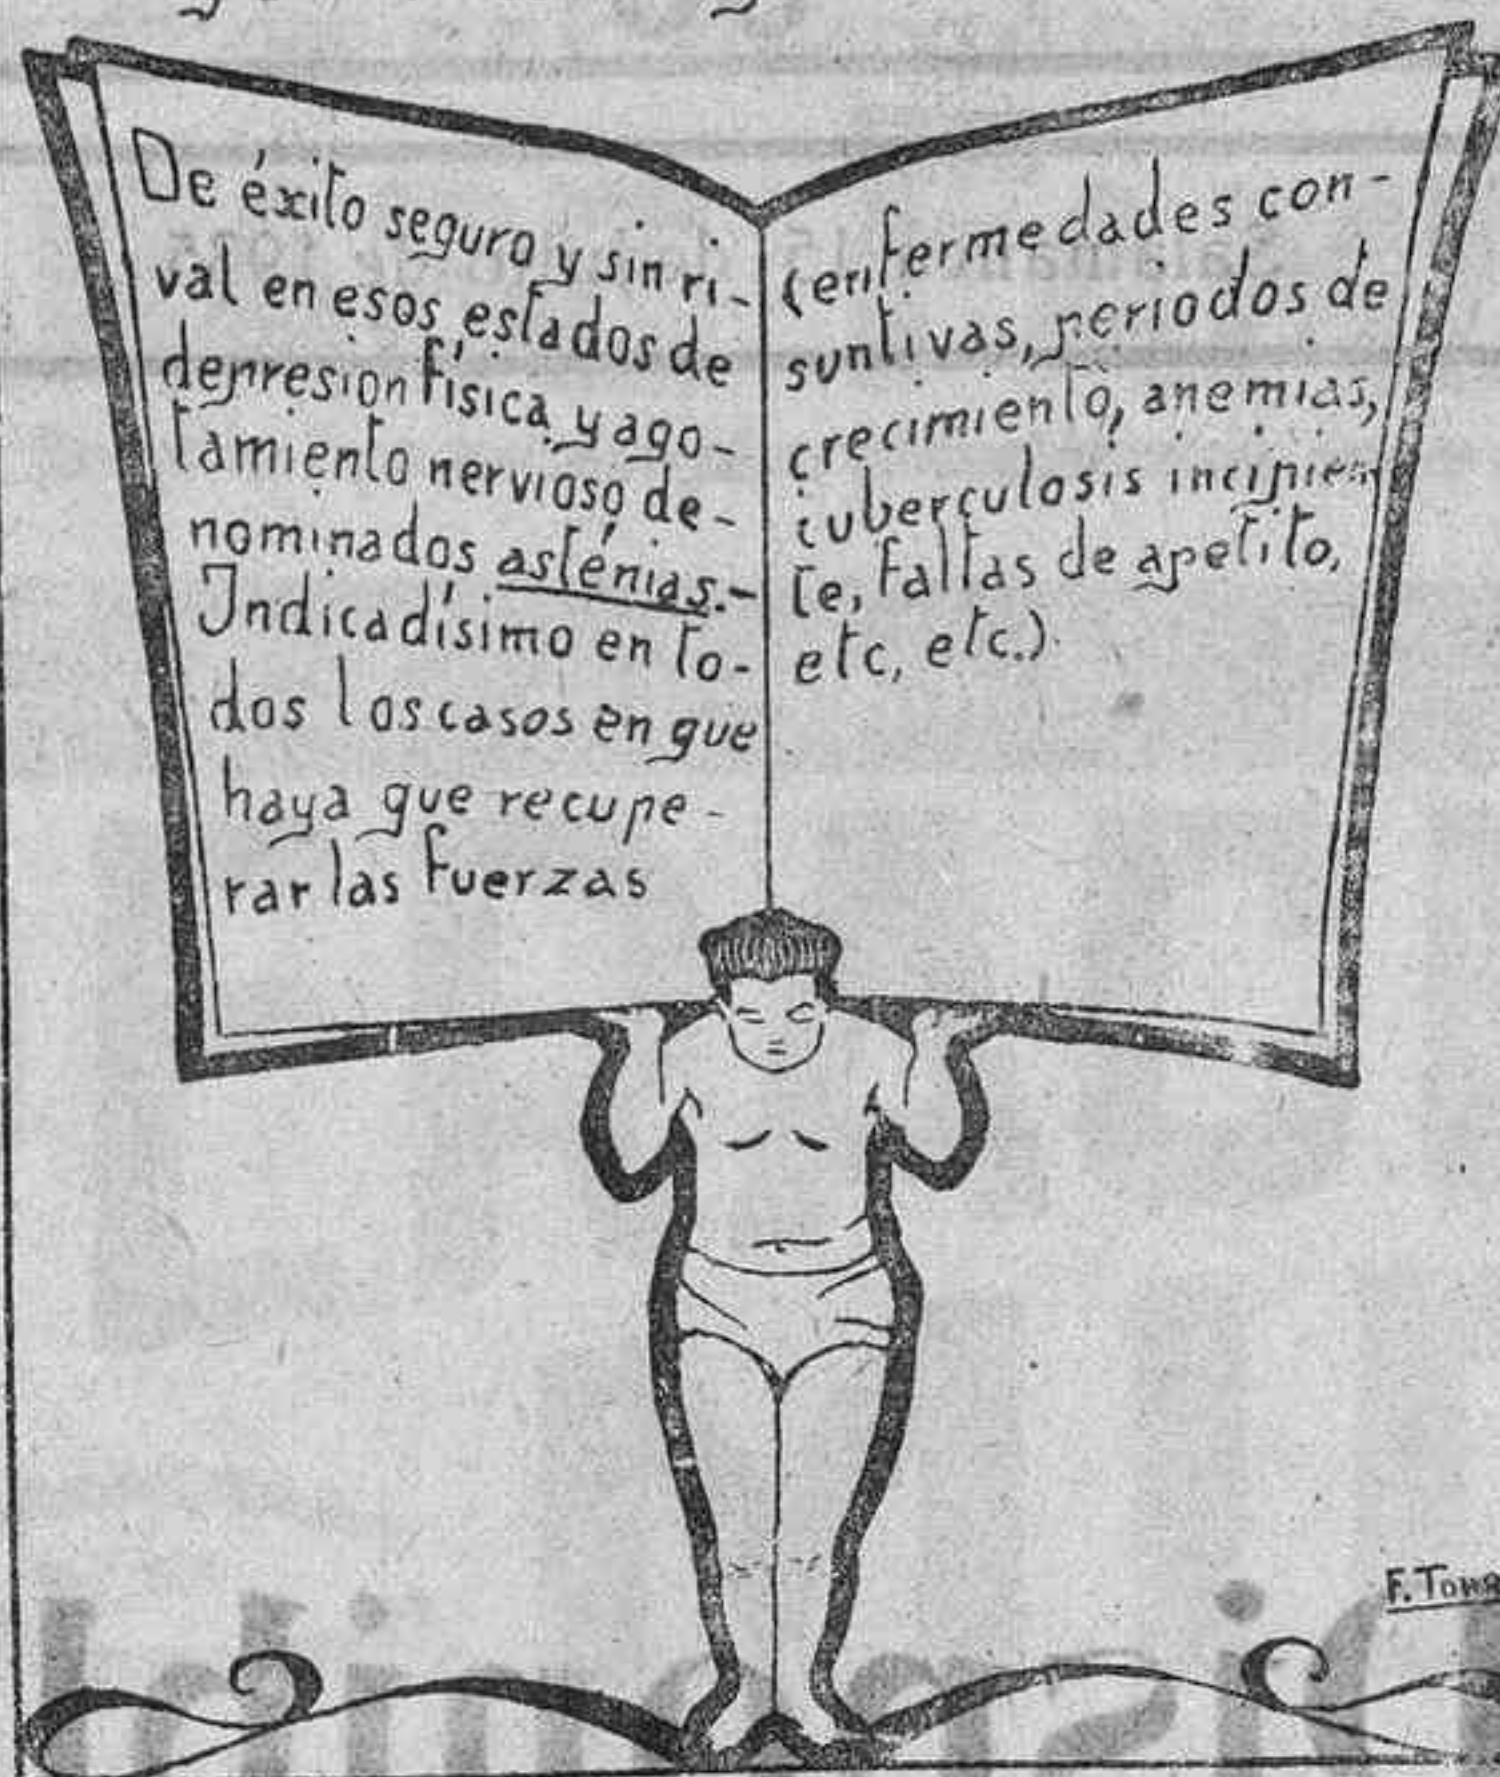 De éxito seguro y sin ri-
val en esos estados de
depresion física y ago-
tamiento nervioso de-
nominados asténias.-
Indicadísimo en to-
dos los casos en que
haya que recupe-
rar las fuerzas
(enfermedades con-
suntivas, periodos de
crecimiento, anemias,
tuberculosis incipien
te, faltas de apetito,
etc, etc.).
F.